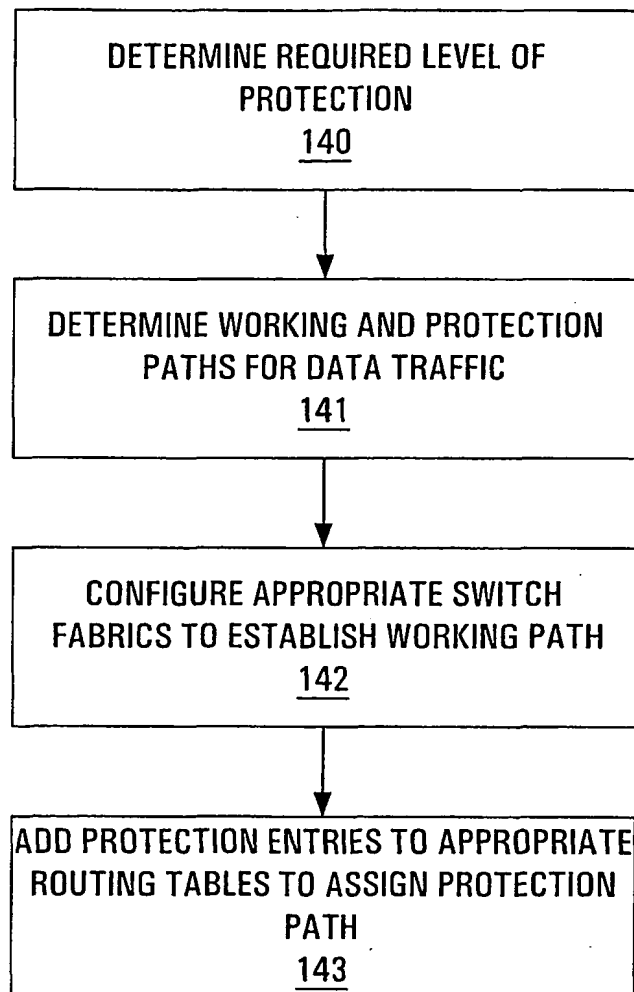 DETERMINE REQUIRED LEVEL OF
PROTECTION
140
DETERMINE WORKING AND PROTECTION
PATHS FOR DATA TRAFFIC
141
CONFIGURE APPROPRIATE SWITCH
FABRICS TO ESTABLISH WORKING PATH
142
ADD PROTECTION ENTRIES TO APPROPRIATE
ROUTING TABLES TO ASSIGN PROTECTION
PATH
143